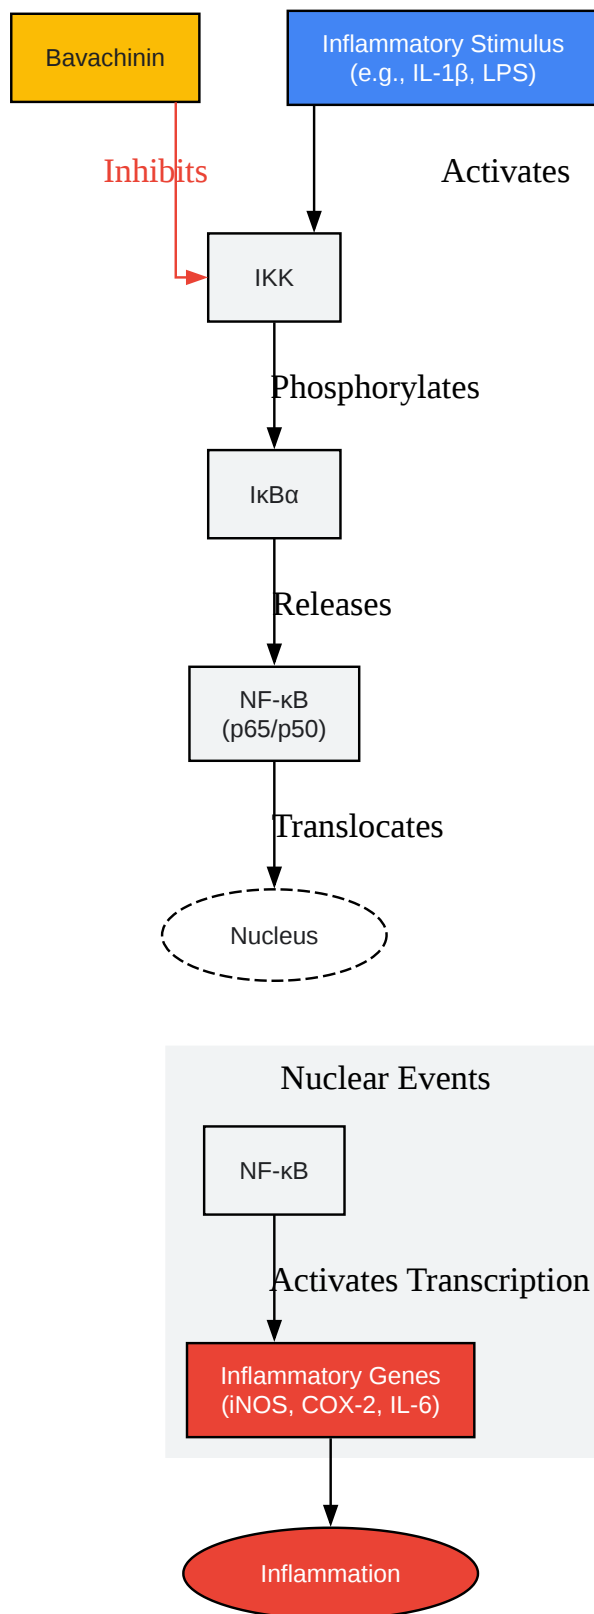 Bavachinin
Inflammatory Stimulus
(e.g., IL-1β, LPS)
Inhibits
Activates
IKK
Phosphorylates
IκBα
Releases
NF-κB
(p65/p50)
Translocates
Nucleus
Nuclear Events
NF-κB
Activates Transcription
Inflammatory Genes
(iNOS, COX-2, IL-6)
Inflammation